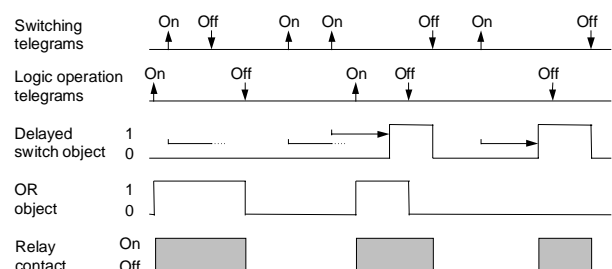 Switching telegrams On Off On On Off On Off
Logic operation telegrams On Off On Off Off
Delayed switch object 1 0
OR object 1 0
Relay contact On Off